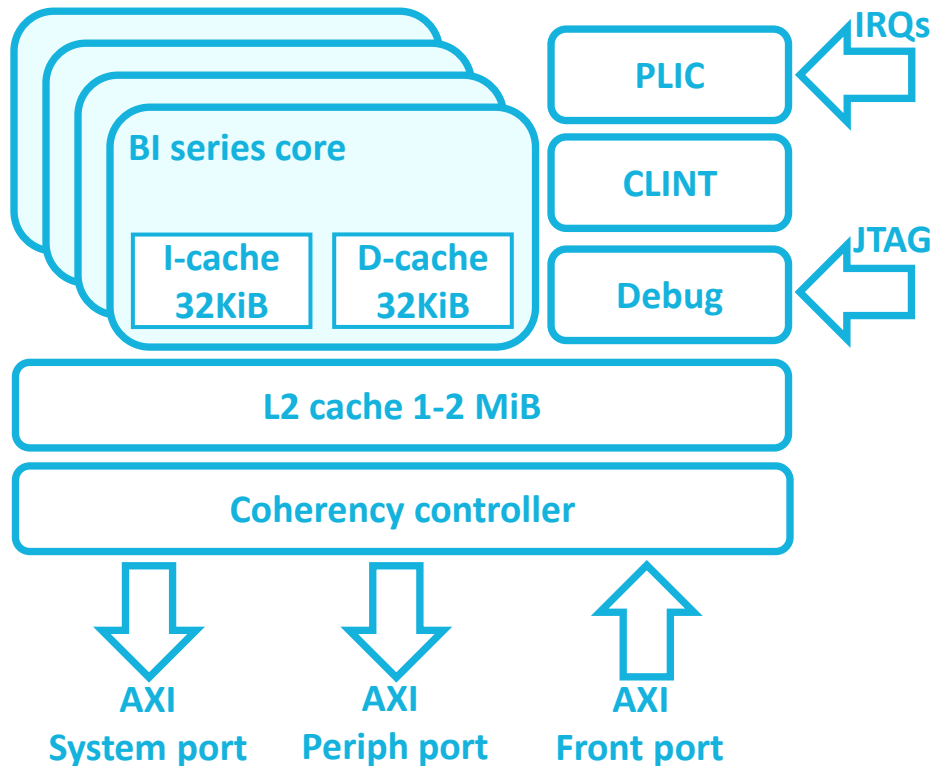 IRQs
PLIC
BI series core
CLINT
JTAG
I-cache
32KiB
D-cache
32KiB
Debug
L2 cache 1-2 MiB
Coherency controller
AXI
System port
AXI
Periph port
AXI
Front port